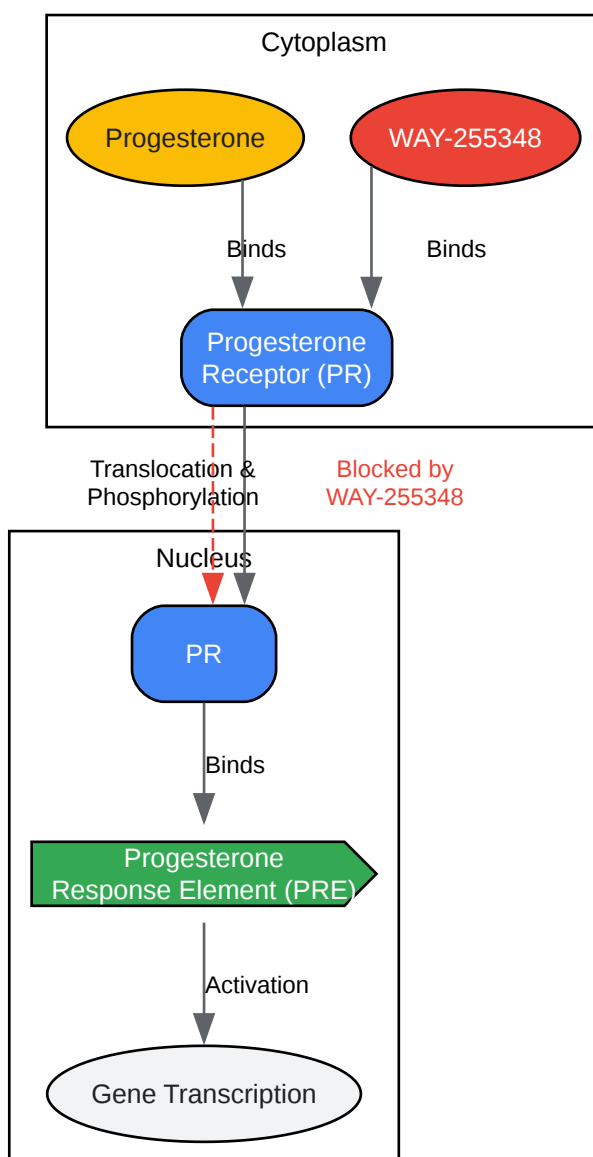 Cytoplasm
Progesterone
WAY-255348
Binds
Binds
Progesterone
Receptor (PR)
Translocation &
Phosphorylation
Blocked by
WAY-255348
Nucleus
PR
Binds
Progesterone
Response Element (PRE)
Activation
Gene Transcription